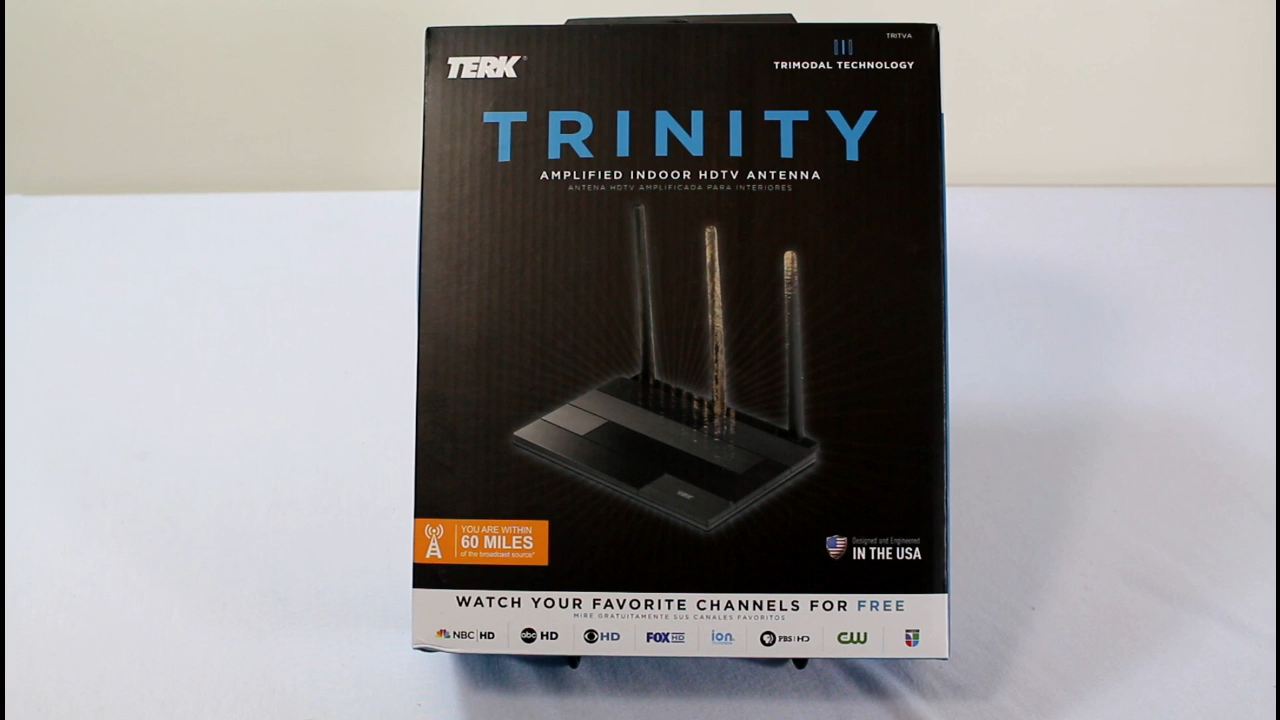 TRITVA
TERK®
TRIMODAL TECHNOLOGY
TRINITY
AMPLIFIED INDOOR HDTV ANTENNA
ANTENA HDTV AMPLIFICADA PARA INTERIORES
YOU ARE WITHIN
60 MILES
of the broadcast source*
Designed and Engineered
IN THE USA
WATCH YOUR FAVORITE CHANNELS FOR FREE
MIRE GRATUITAMENTE SUS CANALES FAVORITOS
NBC HD abc HD HD FOX HD ion PBS HD CW